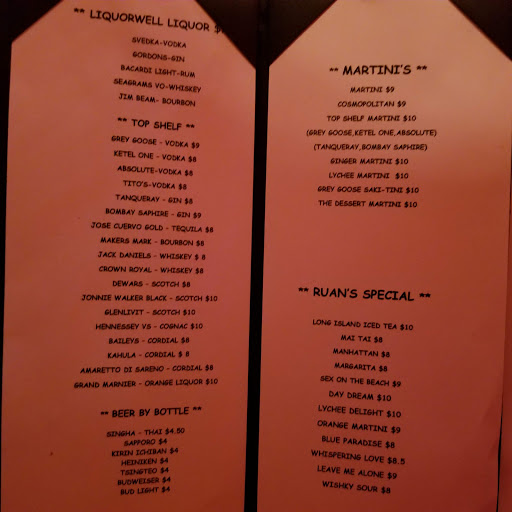 ** LIQUORWELL LIQUOR $
SVEDKA-VODKA
GORDONS-GIN
BACARDI LIGHT-RUM
SEAGRAMS VO-WHISKEY
JIM BEAM- BOURBON
** TOP SHELF **
GREY GOOSE - VODKA $9
KETEL ONE - VODKA $8
ABSOLUTE-VODKA $8
TITO'S-VODKA $8
TANQUERAY - GIN $8
BOMBAY SAPHIRE - GIN $9
JOSE CUERVO GOLD - TEQUILA $8
MAKERS MARK - BOURBON $8
JACK DANIELS - WHISKEY $ 8
CROWN ROYAL - WHISKEY $8
DEWARS - SCOTCH $8
JONNIE WALKER BLACK - SCOTCH $10
GLENLIVIT - SCOTCH $10
HENNESSEY VS - COGNAC $10
BAILEYS - CORDIAL $ 8
KAHULA - CORDIAL $ 8
AMARETTO DI SARENO - CORDIAL $8
GRAND MARNIER - ORANGE LIQUOR $10
** BEER BY BOTTLE **
SINGHA - THAI $4.50
SAPPORO $4
KIRIN ICHIBAN $4
HEINIKEN $4
TSINGTEO $4
BUDWEISER $4
BUD LIGHT $4
** MARTINI'S **
MARTINI $9
COSMOPOLITAN $9
TOP SHELF MARTINI $10
(GREY GOOSE,KETEL ONE,ABSOLUTE)
(TANQUERAY,BOMBAY SAPHIRE)
GINGER MARTINI $10
LYCHEE MARTINI $10
GREY GOOSE SAKI-TINI $10
THE DESSERT MARTINI $10
** RUAN'S SPECIAL **
LONG ISLAND ICED TEA $10
MAI TAI $8
MANHATTAN $8
MARGARITA $8
SEX ON THE BEACH $9
DAY DREAM $10
LYCHEE DELIGHT $10
ORANGE MARTINI $9
BLUE PARADISE $8
WHISPERING LOVE $8.5
LEAVE ME ALONE $9
WISHKY SOUR $8